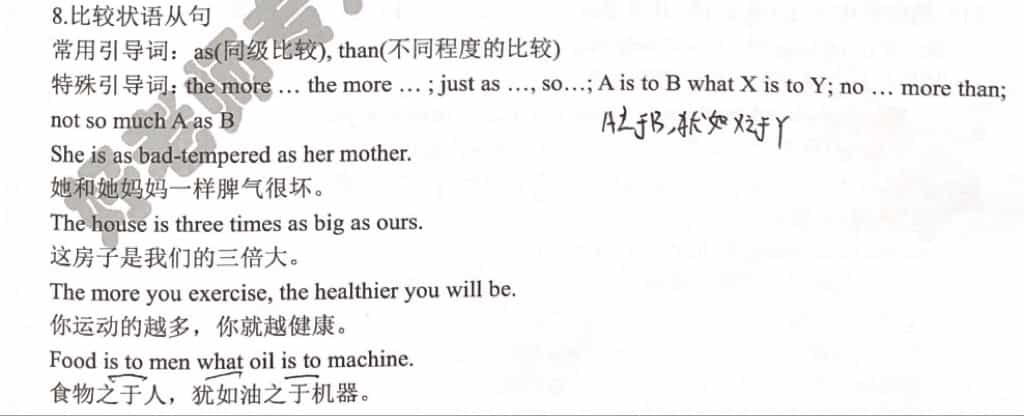 8.比较状语从句
常用引导词：as(同级比较), than(不同程度的比较)
特殊引导词：the more … the more … ; just as …, so…; A is to B what X is to Y; no … more than;
not so much A as B
A之于B,犹如X之于Y
She is as bad-tempered as her mother.
她和她妈妈一样脾气很坏。
The house is three times as big as ours.
这房子是我们的三倍大。
The more you exercise, the healthier you will be.
你运动的越多，你就越健康。
Food is to men what oil is to machine.
食物之于人，犹如油之于机器。
好老师专